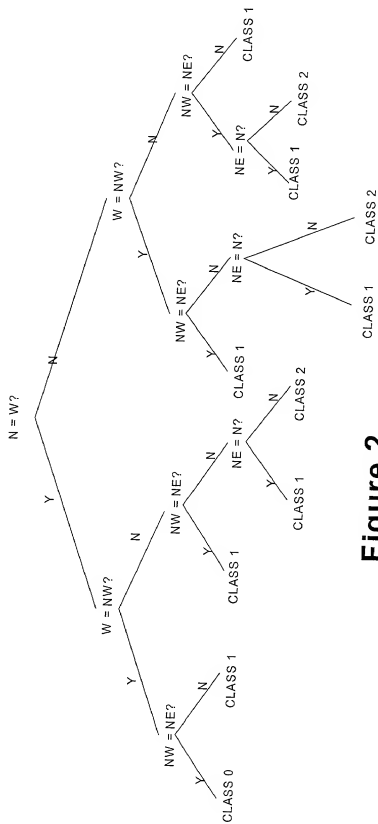 N = W?
Y
N
W = NW?
W = NW?
Y
N
Y
N
NW = NE?
NW = NE?
NW = NE?
NW = NE?
Y
N
Y
N
Y
N
Y
N
CLASS 0
CLASS 1
CLASS 1
NE = N?
CLASS 1
NE = N?
NE = N?
CLASS 1
Y
N
Y
N
Y
N
CLASS 1
CLASS 2
CLASS 1
CLASS 2
CLASS 1
CLASS 2
Figure 2